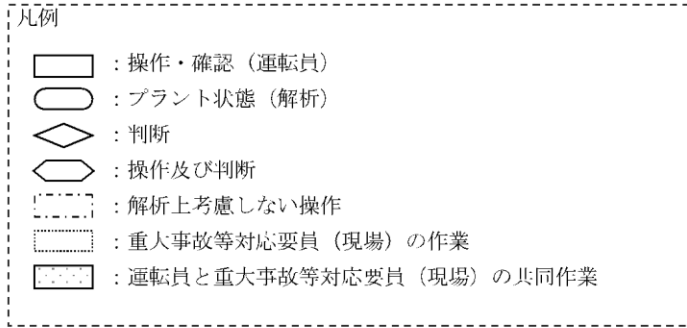 凡例
：操作・確認（運転員）
：プラント状態（解析）
：判断
：操作及び判断
：解析上考慮しない操作
：重大事故等対応要員（現場）の作業
：運転員と重大事故等対応要員（現場）の共同作業